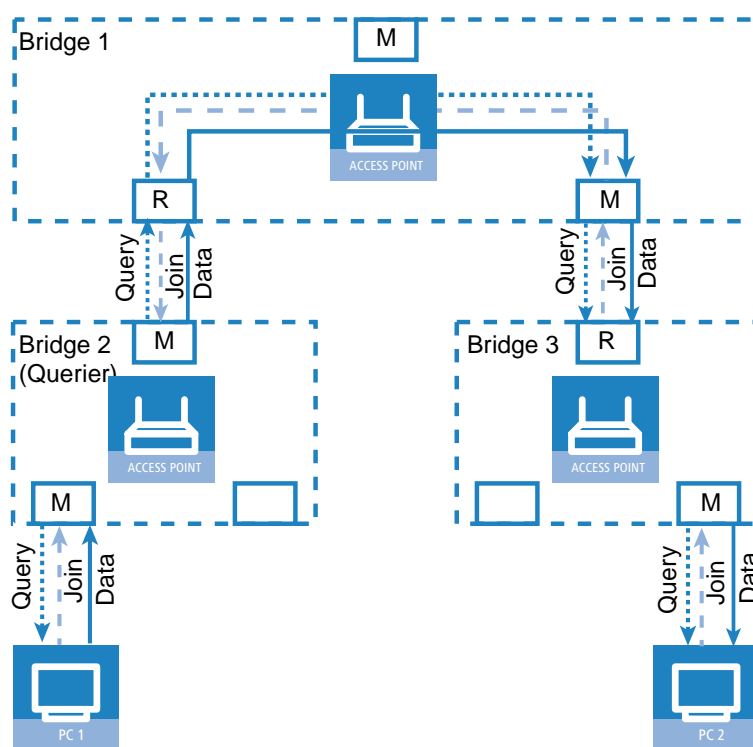 Bridge 1
M
ACCESS POINT
R
M
Query
Join
Data
Query
Join
Data
Bridge 2
(Querier)
M
Bridge 3
R
ACCESS POINT
ACCESS POINT
M
M
Query
Join
Data
Query
Join
Data
PC 1
PC 2